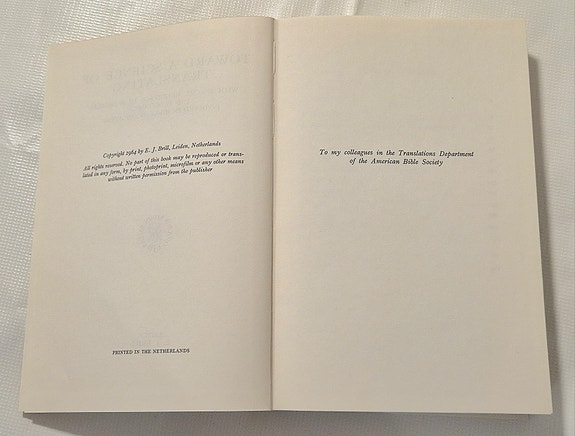 Copyright 1964 by E. J. Brill, Leiden, Netherlands
All rights reserved. No part of this book may be reproduced or trans-
lated in any form, by print, photoprint, microfilm or any other means
without written permission from the publisher
PRINTED IN THE NETHERLANDS
To my colleagues in the Translations Department
of the American Bible Society